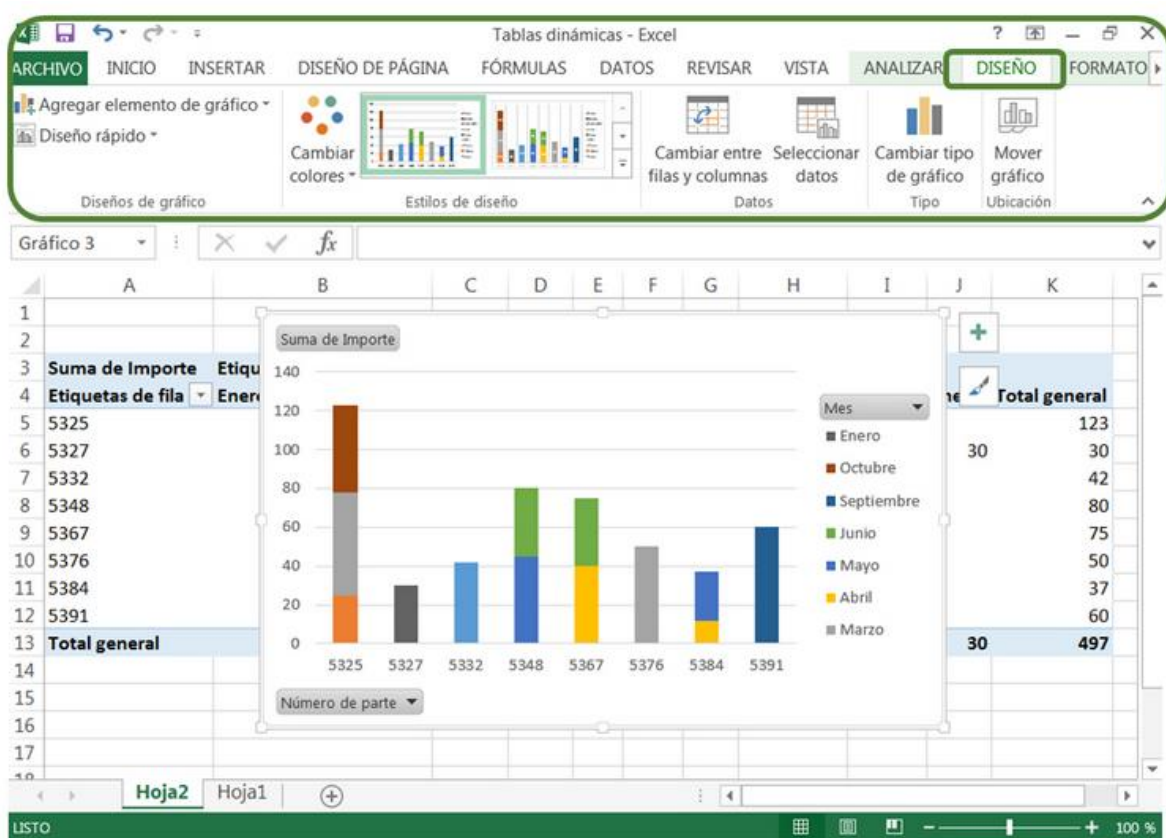 Tablas dinámicas - Excel
?
ARCHIVO INICIO INSERTAR DISEÑO DE PÁGINA FÓRMULAS DATOS REVISAR VISTA ANALIZAR DISEÑO FORMATO
Agregar elemento de gráfico
Diseño rápido
Cambiar colores
Cambiar entre filas y columnas
Seleccionar datos
Cambiar tipo de gráfico
Mover gráfico
Diseños de gráfico Estilos de diseño Datos Tipo Ubicación
Gráfico 3 fx
A B C D E F G H I J K
1
2
3 Suma de Importe Etiqu
4 Etiquetas de fila Ener Total general
5 5325 123
6 5327 30 30
7 5332 42
8 5348 80
9 5367 75
10 5376 50
11 5384 37
12 5391 60
13 Total general 30 497
14
15
16
17
Suma de Importe
140
120
100
80
60
40
20
0
5325 5327 5332 5348 5367 5376 5384 5391
Número de parte
Mes
Enero
Octubre
Septiembre
Junio
Mayo
Abril
Marzo
Hoja2 Hoja1
LISTO 100 %